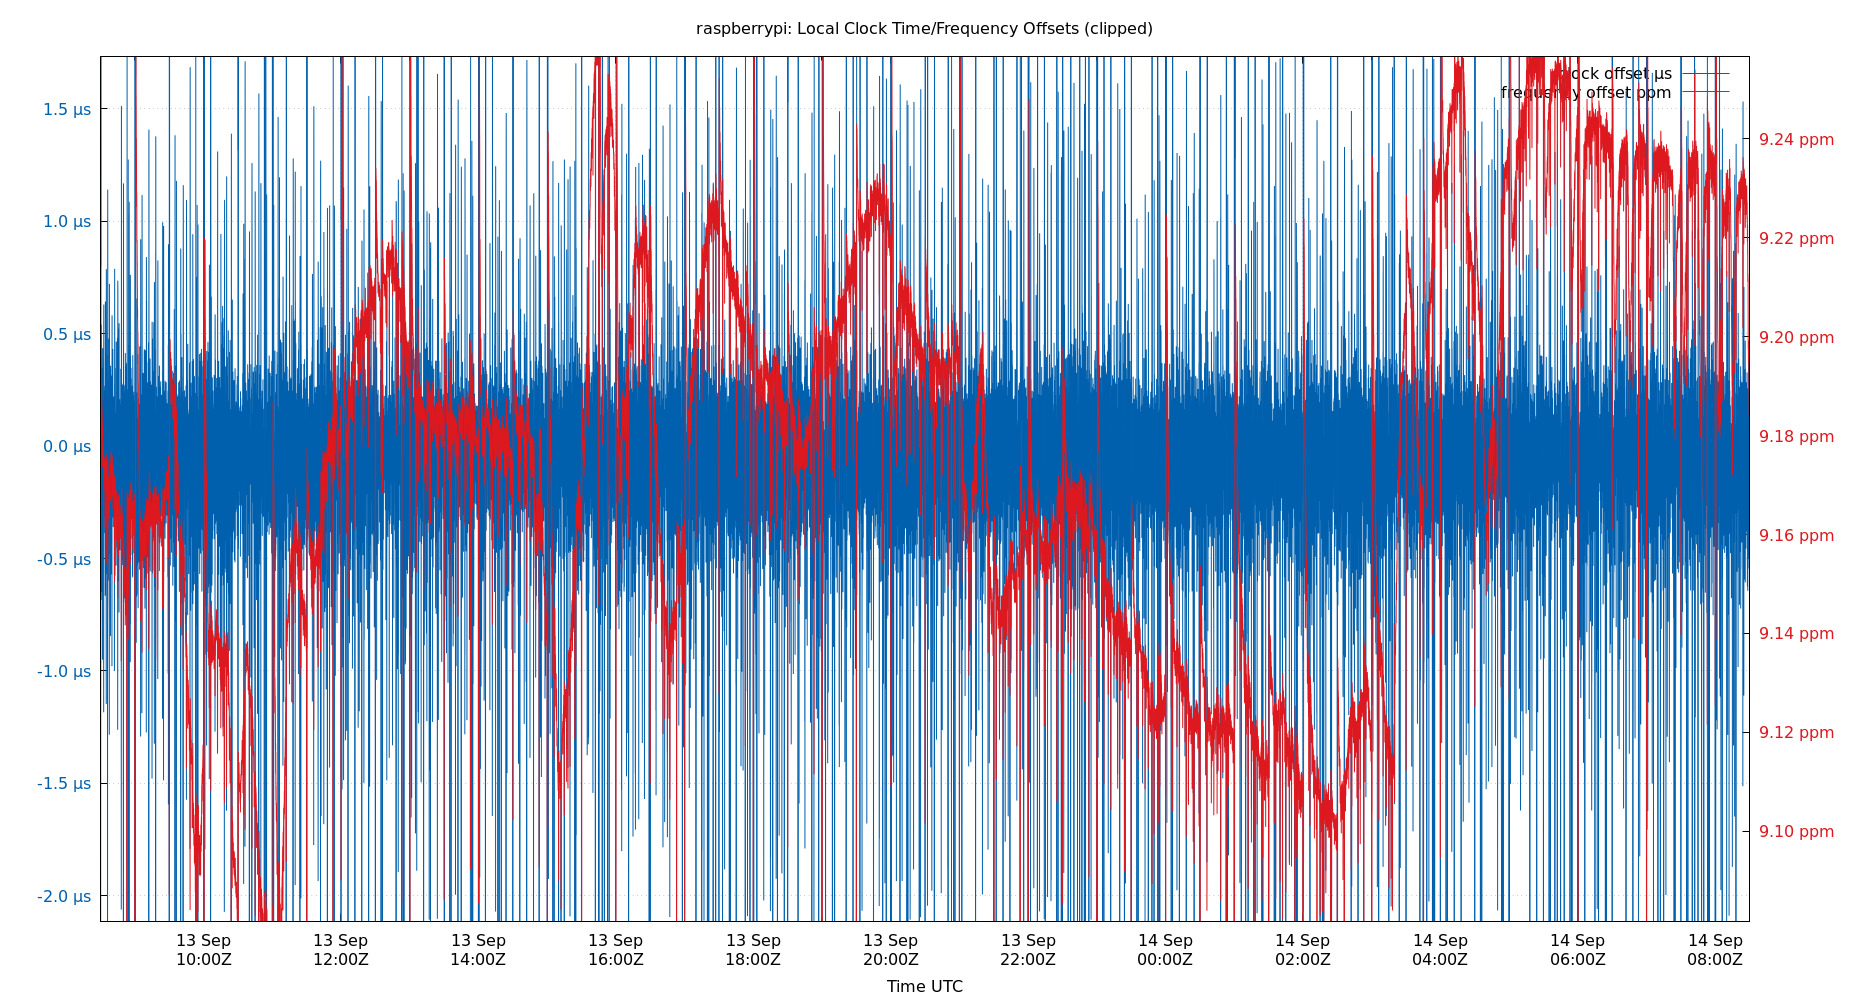 raspberrypi: Local Clock Time/Frequency Offsets (clipped)
clock offset µs
frequency offset ppm
1.5 µs
1.0 µs
0.5 µs
0.0 µs
-0.5 µs
-1.0 µs
-1.5 µs
-2.0 µs
9.24 ppm
9.22 ppm
9.20 ppm
9.18 ppm
9.16 ppm
9.14 ppm
9.12 ppm
9.10 ppm
13 Sep 13 Sep 13 Sep 13 Sep 13 Sep 13 Sep 13 Sep 14 Sep 14 Sep 14 Sep 14 Sep 14 Sep
10:00Z 12:00Z 14:00Z 16:00Z 18:00Z 20:00Z 22:00Z 00:00Z 02:00Z 04:00Z 06:00Z 08:00Z
Time UTC